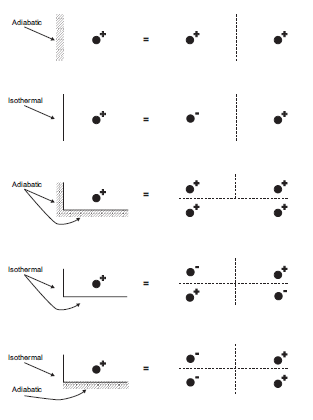 Adiabatic
+ = + +
Isothermal
+ = - +
Adiabatic
+ = + +
+ +
Isothermal
+ = - +
+ -
Isothermal
+ = - +
Adiabatic
- +